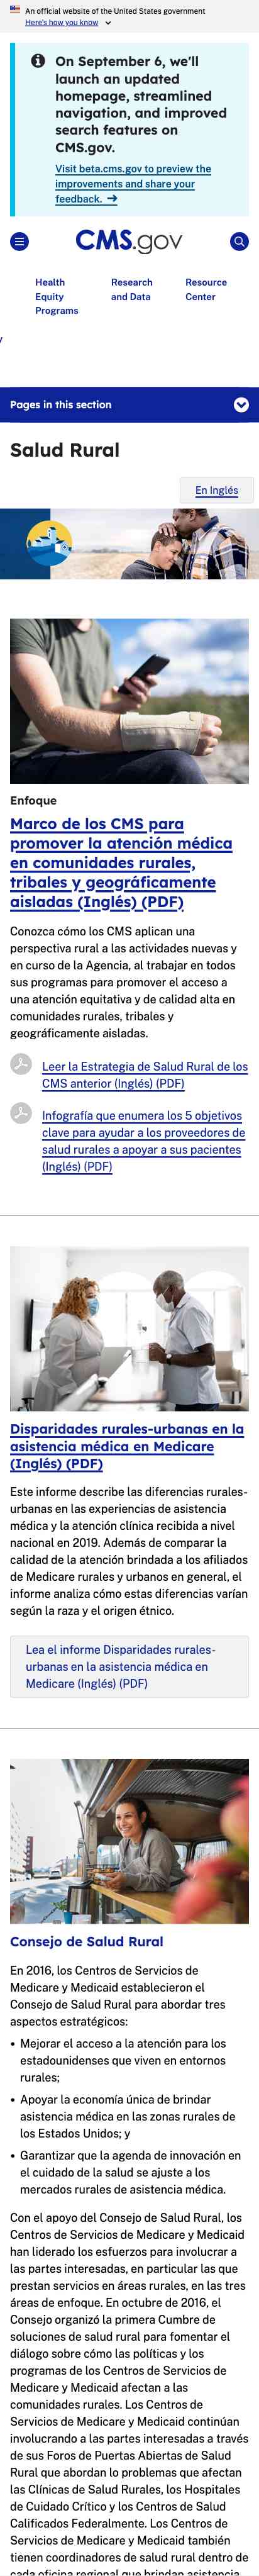 An official website of the United States government
Here's how you know
On September 6, we'll
launch an updated
homepage, streamlined
navigation, and improved
search features on
CMS.gov.
Visit beta.cms.gov to preview the
improvements and share your
feedback. →
CMS.gov
Health
Equity
Programs
Research
and Data
Resource
Center
y
Pages in this section
Salud Rural
En Inglés
Enfoque
Marco de los CMS para
promover la atención médica
en comunidades rurales,
tribales y geográficamente
aisladas (Inglés) (PDF)
Conozca cómo los CMS aplican una
perspectiva rural a las actividades nuevas y
en curso de la Agencia, al trabajar en todos
sus programas para promover el acceso a
una atención equitativa y de calidad alta en
comunidades rurales, tribales y
geográficamente aisladas.
Leer la Estrategia de Salud Rural de los
CMS anterior (Inglés) (PDF)
Infografía que enumera los 5 objetivos
clave para ayudar a los proveedores de
salud rurales a apoyar a sus pacientes
(Inglés) (PDF)
Disparidades rurales-urbanas en la
asistencia médica en Medicare
(Inglés) (PDF)
Este informe describe las diferencias rurales-
urbanas en las experiencias de asistencia
médica y la atención clínica recibida a nivel
nacional en 2019. Además de comparar la
calidad de la atención brindada a los afiliados
de Medicare rurales y urbanos en general, el
informe analiza cómo estas diferencias varían
según la raza y el origen étnico.
Lea el informe Disparidades rurales-
urbanas en la asistencia médica en
Medicare (Inglés) (PDF)
Consejo de Salud Rural
En 2016, los Centros de Servicios de
Medicare y Medicaid establecieron el
Consejo de Salud Rural para abordar tres
aspectos estratégicos:
• Mejorar el acceso a la atención para los
estadounidenses que viven en entornos
rurales;
• Apoyar la economía única de brindar
asistencia médica en las zonas rurales de
los Estados Unidos; y
• Garantizar que la agenda de innovación en
el cuidado de la salud se ajuste a los
mercados rurales de asistencia médica.
Con el apoyo del Consejo de Salud Rural, los
Centros de Servicios de Medicare y Medicaid
han liderado los esfuerzos para involucrar a
las partes interesadas, en particular las que
prestan servicios en áreas rurales, en las tres
áreas de enfoque. En octubre de 2016, el
Consejo organizó la primera Cumbre de
soluciones de salud rural para fomentar el
diálogo sobre cómo las políticas y los
programas de los Centros de Servicios de
Medicare y Medicaid afectan a las
comunidades rurales. Los Centros de
Servicios de Medicare y Medicaid continúan
involucrando a las partes interesadas a través
de sus Foros de Puertas Abiertas de Salud
Rural que abordan lo problemas que afectan
las Clínicas de Salud Rurales, los Hospitales
de Cuidado Crítico y los Centros de Salud
Calificados Federalmente. Los Centros de
Servicios de Medicare y Medicaid también
tienen coordinadores de salud rural dentro de
cada oficina regional que brindan asistencia